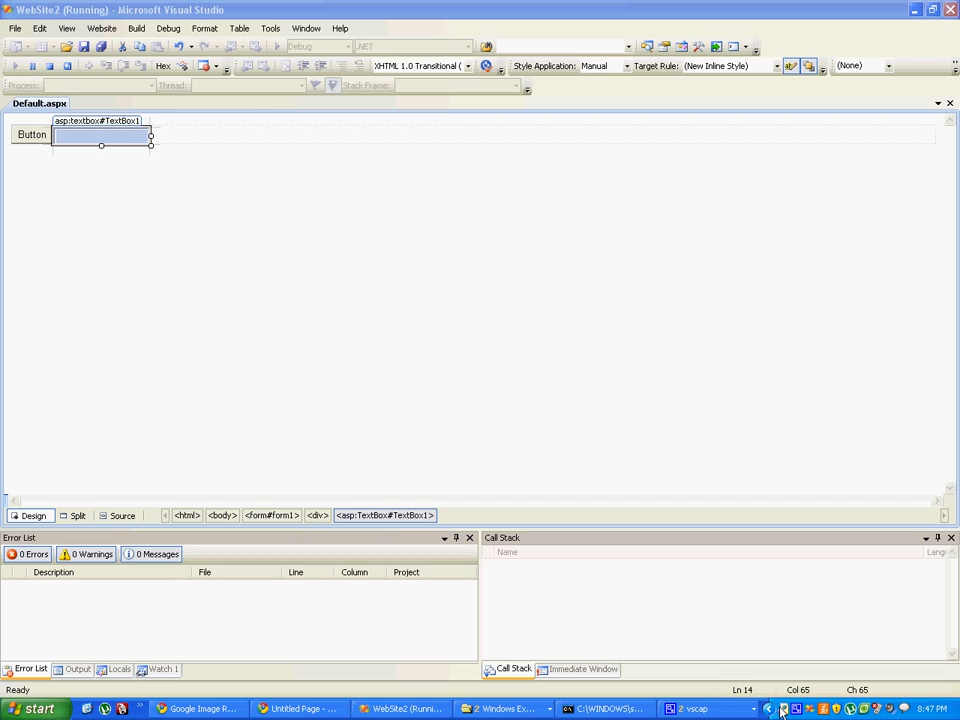 WebSite2 (Running) - Microsoft Visual Studio
File Edit View Website Build Debug Format Table Tools Window Help
Debug .NET
Hex XHTML 1.0 Transitional ( Style Application: Manual Target Rule: (New Inline Style) (None)
Process: Thread: Stack Frame:
Default.aspx
asp:textbox#TextBox1
Button
Design Split Source <html> <body> <form#form1> <div> <asp:TextBox#TextBox1>
Error List
0 Errors 0 Warnings 0 Messages
Description File Line Column Project
Call Stack
Name Langu
Error List Output Locals Watch 1
Call Stack Immediate Window
Ready Ln 14 Col 65 Ch 65
start Google Image R... Untitled Page - ... WebSite2 (Runni... 2 Windows Ex... C:\WINDOWS\s... 2 vscap 8:47 PM